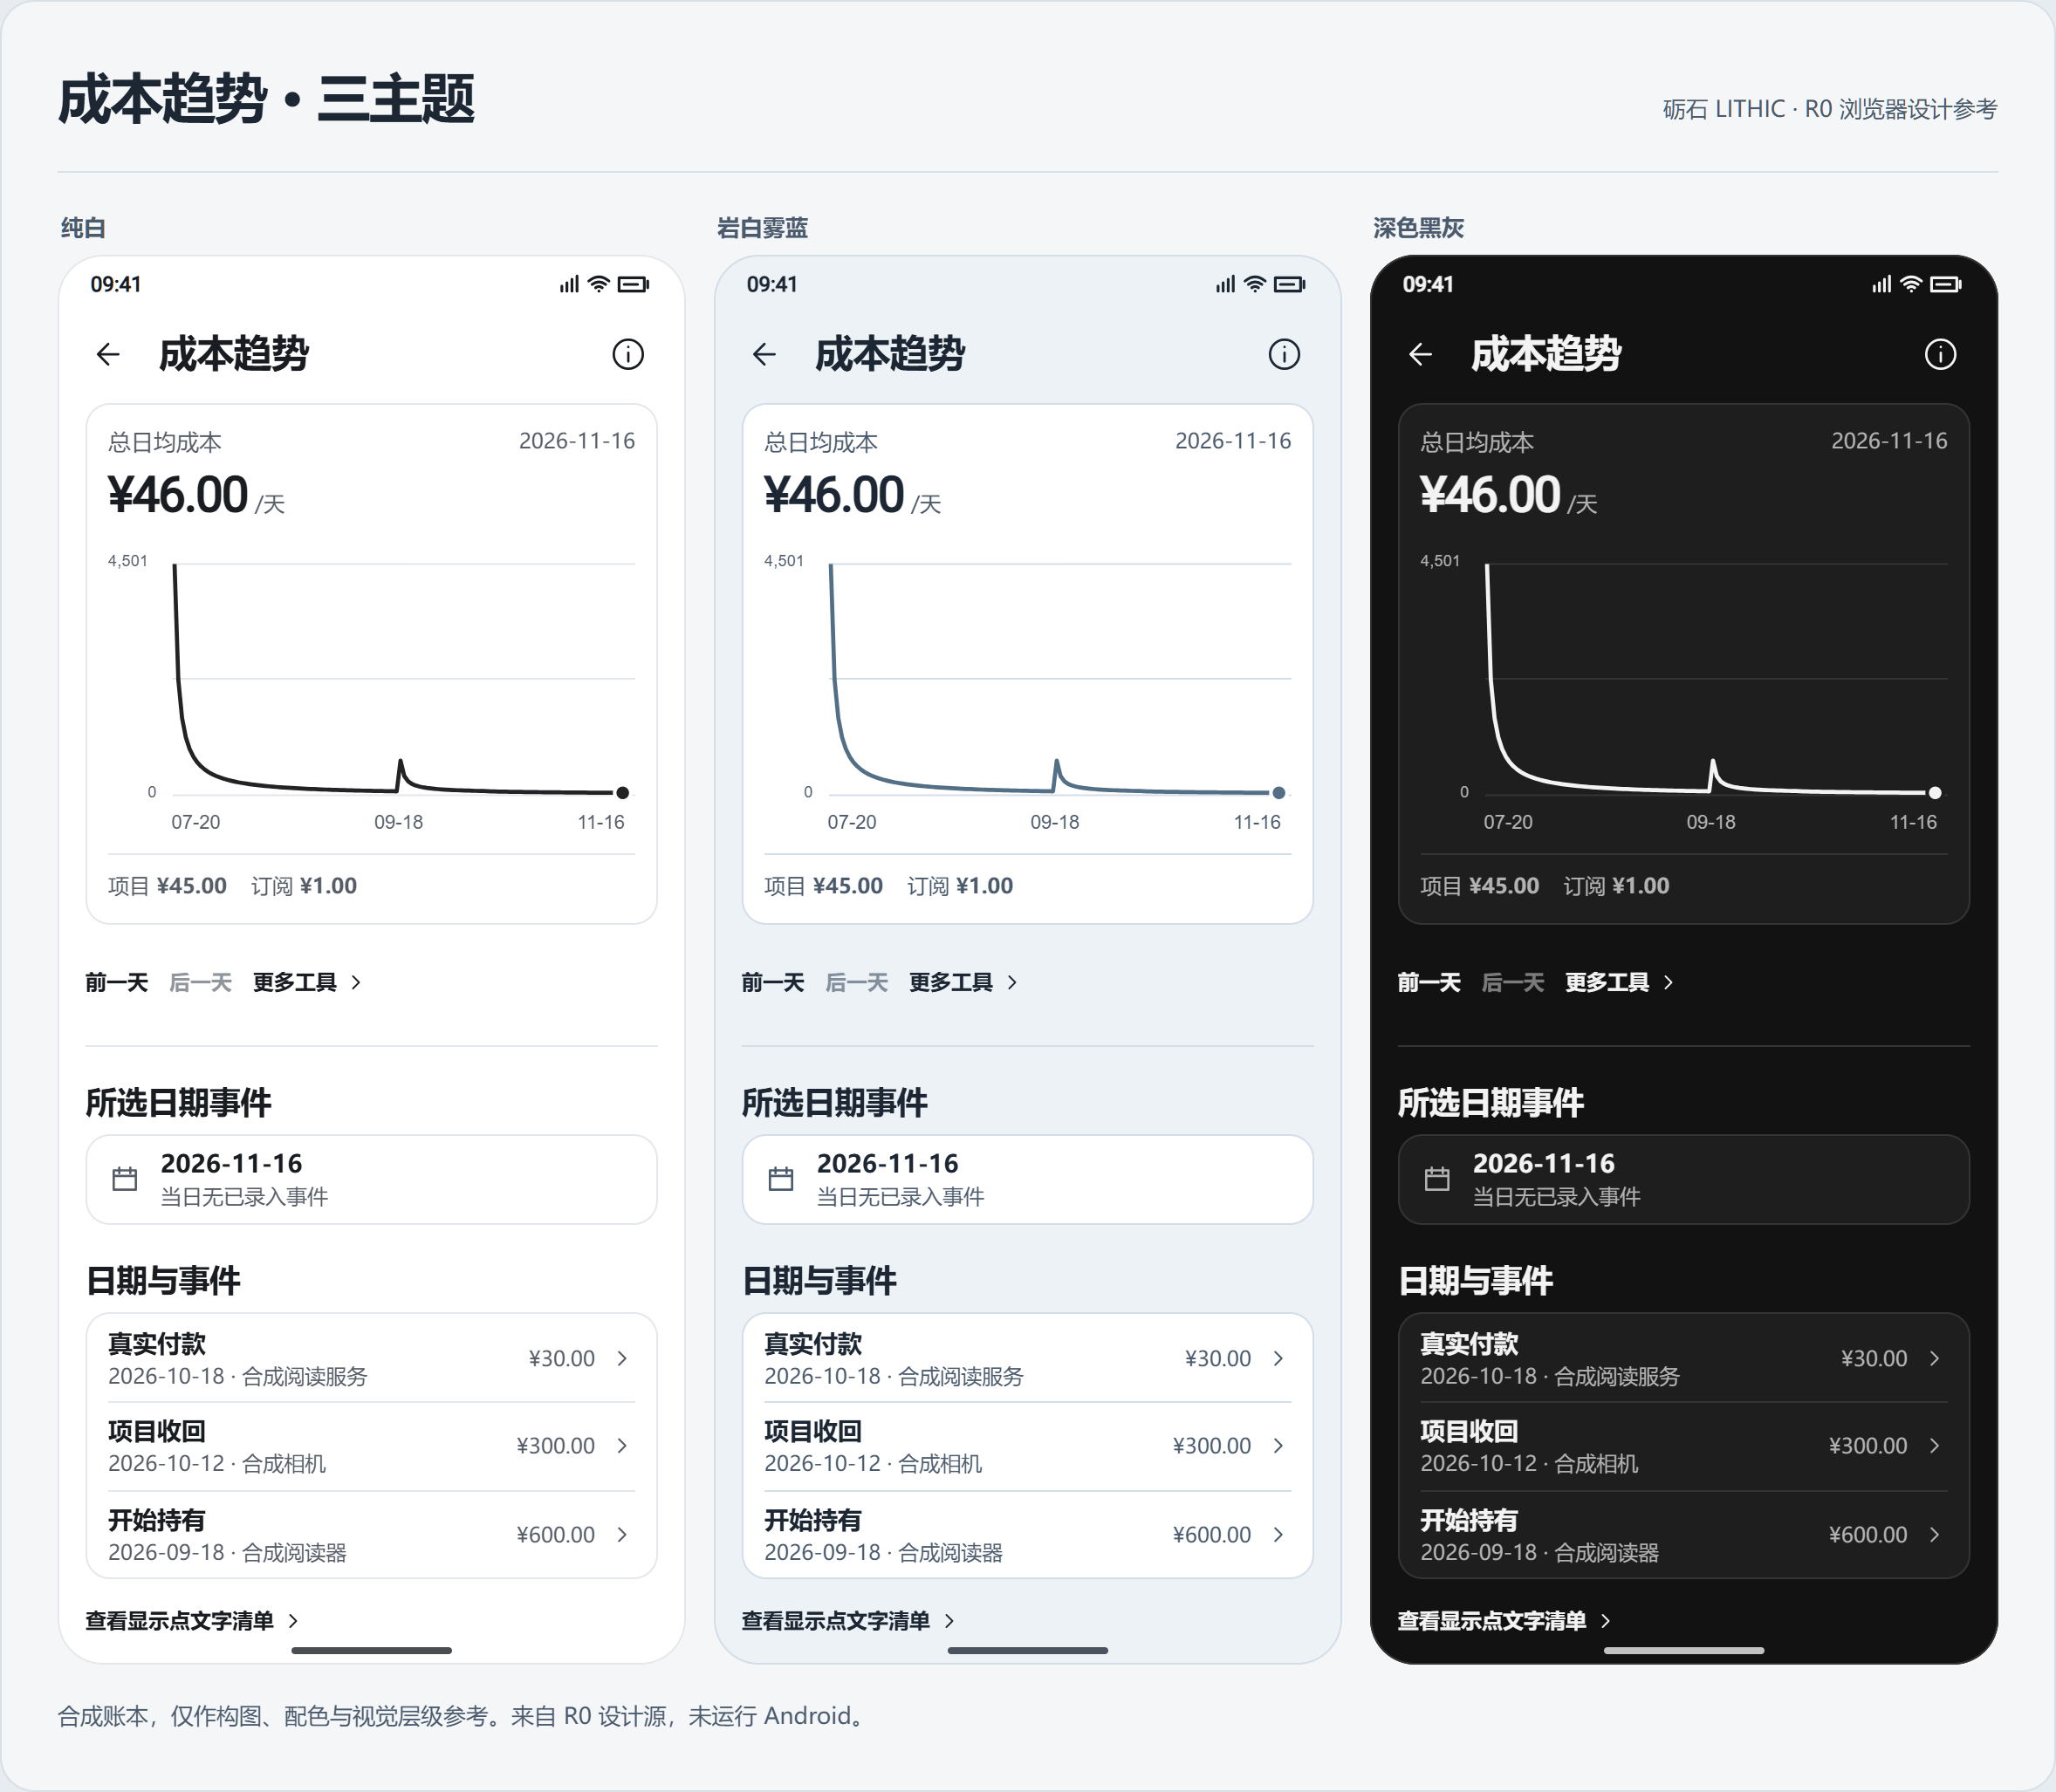 成本趋势 · 三主题
砺石 LITHIC · R0 浏览器设计参考
纯白
09:41
成本趋势
总日均成本 2026-11-16
¥46.00 /天
4,501
0
07-20 09-18 11-16
项目 ¥45.00 订阅 ¥1.00
前一天 后一天 更多工具
所选日期事件
2026-11-16
当日无已录入事件
日期与事件
真实付款
2026-10-18 · 合成阅读服务
¥30.00
项目收回
2026-10-12 · 合成相机
¥300.00
开始持有
2026-09-18 · 合成阅读器
¥600.00
查看显示点文字清单
岩白雾蓝
09:41
成本趋势
总日均成本 2026-11-16
¥46.00 /天
4,501
0
07-20 09-18 11-16
项目 ¥45.00 订阅 ¥1.00
前一天 后一天 更多工具
所选日期事件
2026-11-16
当日无已录入事件
日期与事件
真实付款
2026-10-18 · 合成阅读服务
¥30.00
项目收回
2026-10-12 · 合成相机
¥300.00
开始持有
2026-09-18 · 合成阅读器
¥600.00
查看显示点文字清单
深色黑灰
09:41
成本趋势
总日均成本 2026-11-16
¥46.00 /天
4,501
0
07-20 09-18 11-16
项目 ¥45.00 订阅 ¥1.00
前一天 后一天 更多工具
所选日期事件
2026-11-16
当日无已录入事件
日期与事件
真实付款
2026-10-18 · 合成阅读服务
¥30.00
项目收回
2026-10-12 · 合成相机
¥300.00
开始持有
2026-09-18 · 合成阅读器
¥600.00
查看显示点文字清单
合成账本，仅作构图、配色与视觉层级参考。来自 R0 设计源，未运行 Android。